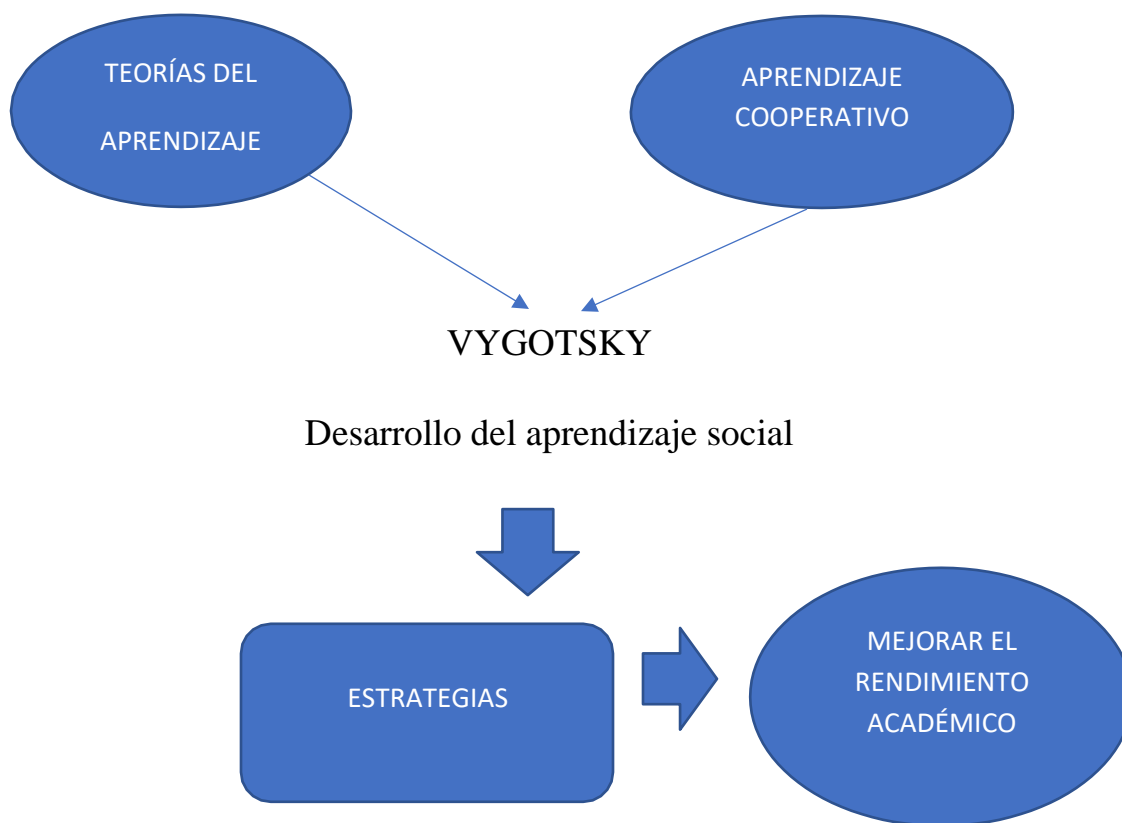 TEORÍAS DEL
APRENDIZAJE
APRENDIZAJE
COOPERATIVO
VYGOTSKY
Desarrollo del aprendizaje social
ESTRATEGIAS
MEJORAR EL
RENDIMIENTO
ACADÉMICO